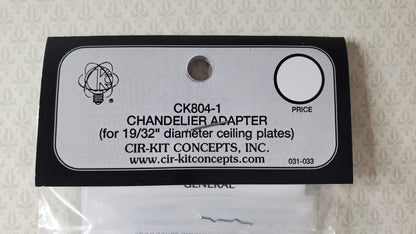 CK804-1
CHANDELIER ADAPTER
(for 19/32" diameter ceiling plates)
CIR-KIT CONCEPTS, INC.
www.cir-kitconcepts.com
PRICE
031-033
GENERAL